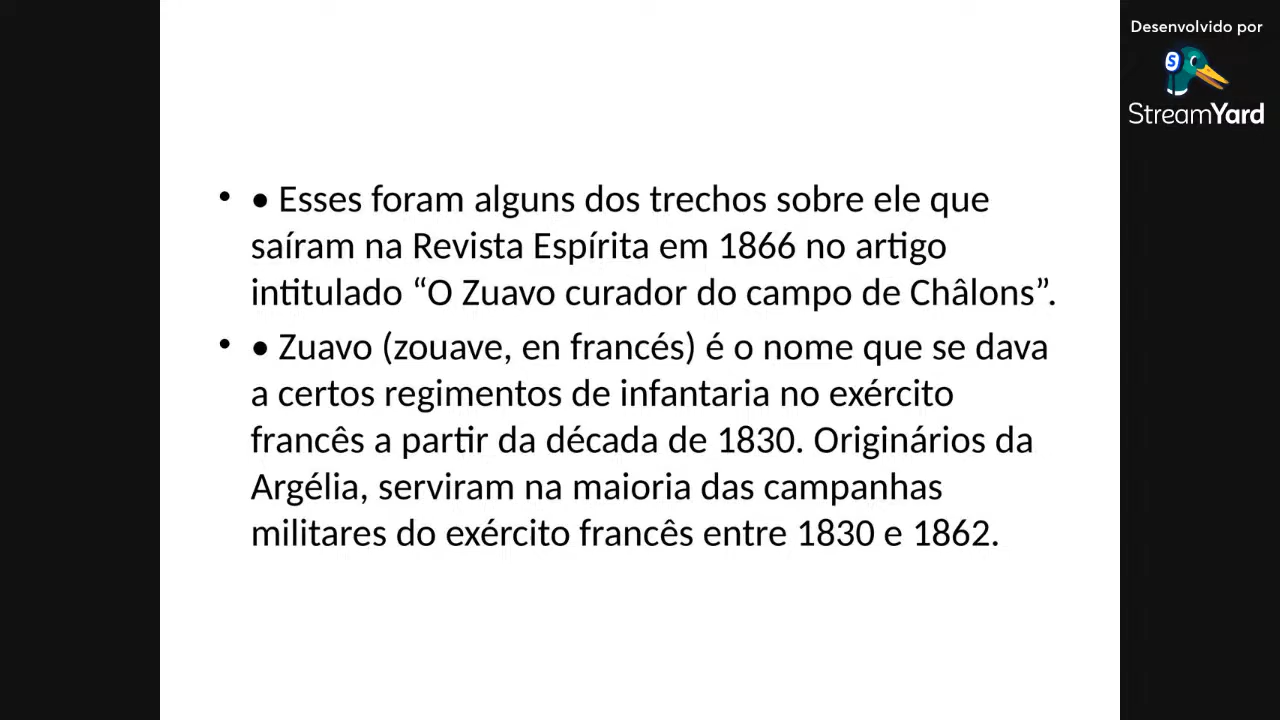 Desenvolvido por
StreamYard
• • Esses foram alguns dos trechos sobre ele que
saíram na Revista Espírita em 1866 no artigo
intitulado “O Zuavo curador do campo de Châlons”.
• • Zuavo (zouave, en francés) é o nome que se dava
a certos regimentos de infantaria no exército
francês a partir da década de 1830. Originários da
Argélia, serviram na maioria das campanhas
militares do exército francês entre 1830 e 1862.